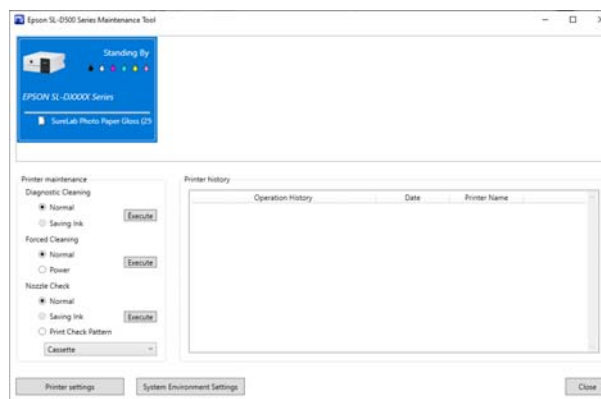 Epson SL-D500 Series Maintenance Tool
Standing By
EPSON SL-DXXXX Series
SureLab Photo Paper Gloss (25
Printer maintenance
Diagnostic Cleaning
Normal
Saving Ink
Execute
Forced Cleaning
Normal
Power
Execute
Nozzle Check
Normal
Saving Ink
Execute
Print Check Pattern
Cassette
Printer history
Operation History Date Printer Name
Printer settings System Environment Settings Close